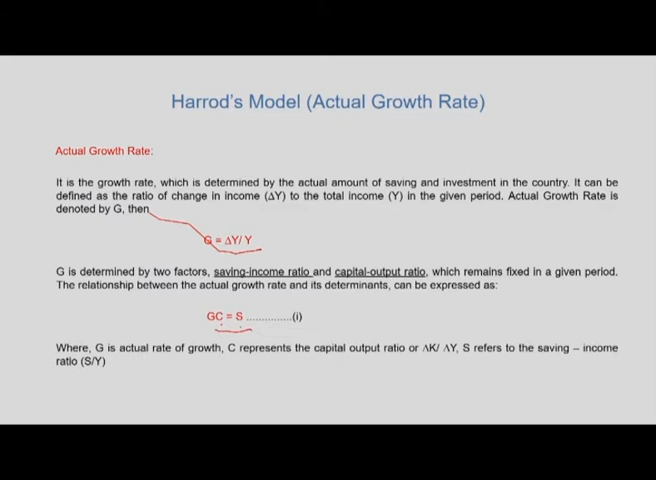 Harrod's Model (Actual Growth Rate)
Actual Growth Rate:
It is the growth rate, which is determined by the actual amount of saving and investment in the country. It can be
defined as the ratio of change in income (ΔY) to the total income (Y) in the given period. Actual Growth Rate is
denoted by G, then
G = ΔY/ Y
G is determined by two factors, saving-income ratio and capital-output ratio, which remains fixed in a given period.
The relationship between the actual growth rate and its determinants, can be expressed as:
GC = S ...............(i)
Where, G is actual rate of growth, C represents the capital output ratio or ΔK/ ΔY, S refers to the saving – income
ratio (S/Y)